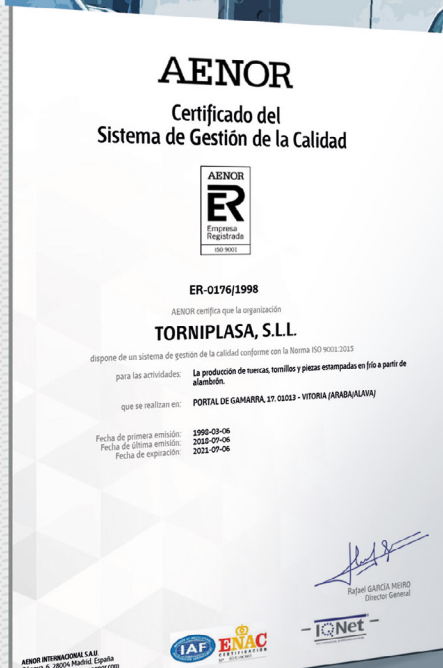 AENOR
Certificado del
Sistema de Gestión de la Calidad
AENOR
ER
Empresa
Registrada
ISO 9001
ER-0176/1998
AENOR certifica que la organización
TORNIPLASA, S.L.L.
dispone de un sistema de gestión de la calidad conforme con la Norma ISO 9001:2015
para las actividades: La producción de tuercas, tornillos y piezas estampadas en frío a partir de
alambrón.
que se realizan en: PORTAL DE GAMARRA, 17. 01013 - VITORIA (ARABA/ALAVA)
Fecha de primera emisión: 1998-03-06
Fecha de última emisión: 2018-07-06
Fecha de expiración: 2021-07-06
Rafael GARCÍA MEIRO
Director General
AENOR INTERNACIONAL S.A.U.
6. 28004 Madrid. España
IAF
ENAC
CERTIFICACIÓN
IQNet